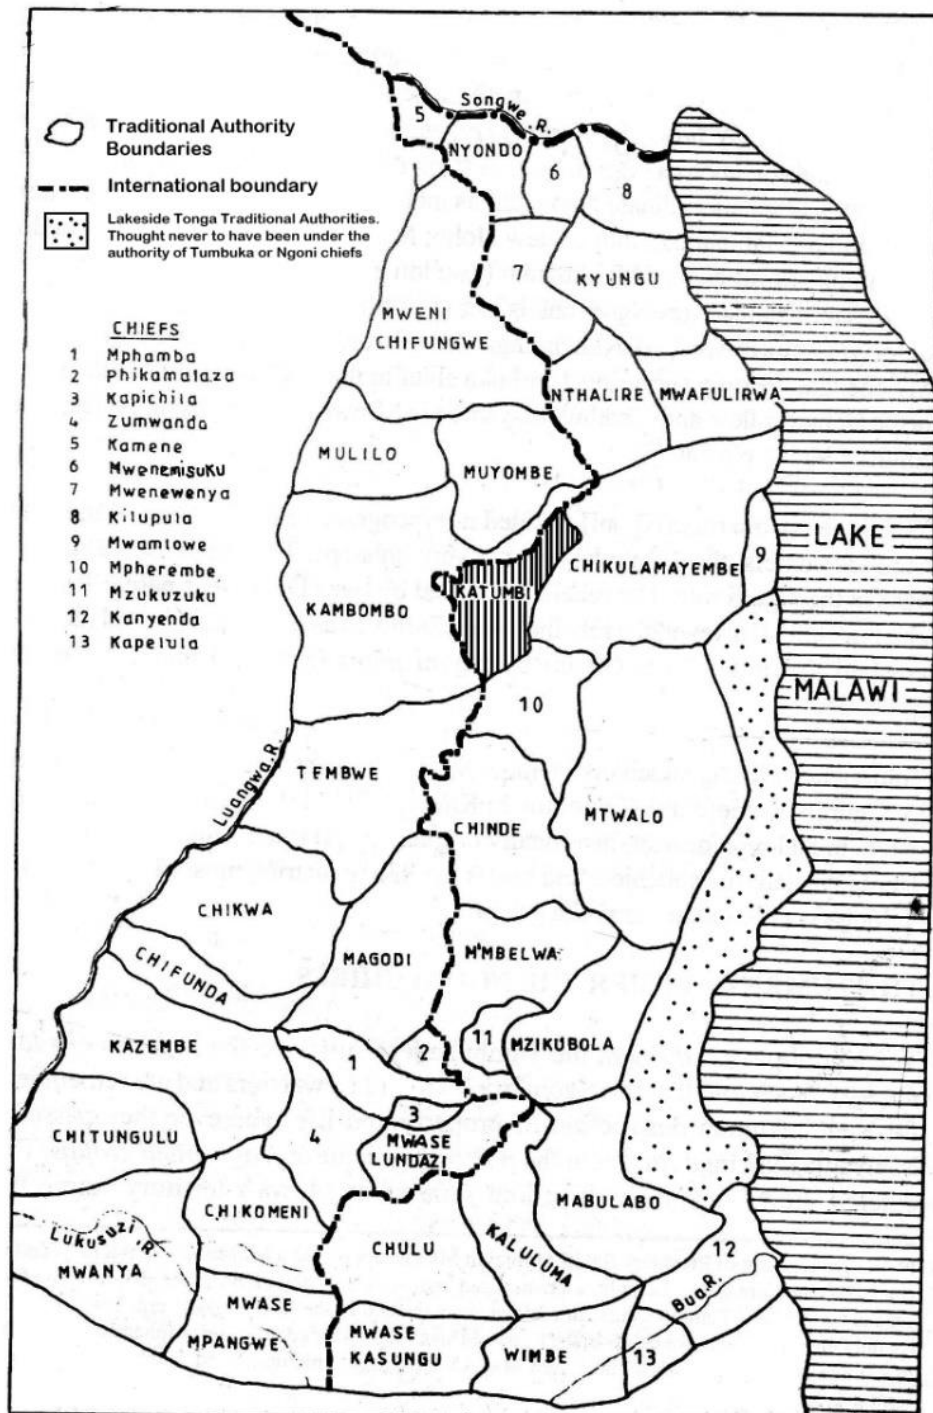 Songwe R.
5
NYONDO
6
8
Traditional Authority
Boundaries
International boundary
Lakeside Tonga Traditional Authorities.
Thought never to have been under the
authority of Tumbuka or Ngoni chiefs
7
KYUNGU
MWENI
CHIFUNGWE
CHIEFS
1 Mphamba
2 Phikamalaza
3 Kapichila
4 Zumwanda
5 Kamene
6 Mwenemisuku
7 Mwenewenya
8 Kilupula
9 Mwamlowe
10 Mpherembe
11 Mzukuzuku
12 Kanyenda
13 Kapelula
NTHALIRE
MWAFULIRWA
MULILO
MUYOMBE
LAKE
9
CHIKULAMAYEMBE
KATUMBI
KAMBOMBO
MALAWI
10
Luangwa R.
TEMBWE
CHINDE
MTWALO
CHIKWA
MAGODI
M'MBELWA
CHIFUNDA
KAZEMBE
1
2
11
MZIKUBOLA
3
4
MWASE
LUNDAZI
CHITUNGULU
MABULABO
CHIKOMENI
Lukusuzi R.
CHULU
KALULUMA
12
MWANYA
Bua R.
MWASE
MPANGWE
MWASE
KASUNGU
WIMBE
13